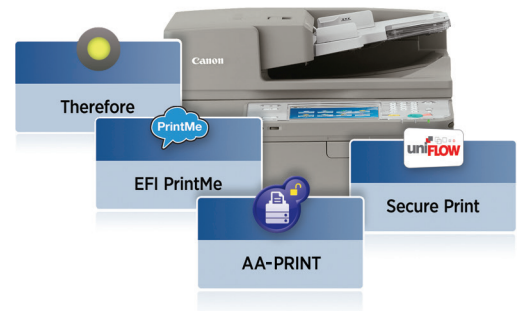 Canon
Therefore
PrintMe
EFI PrintMe
uniFLOW
Secure Print
AA-PRINT